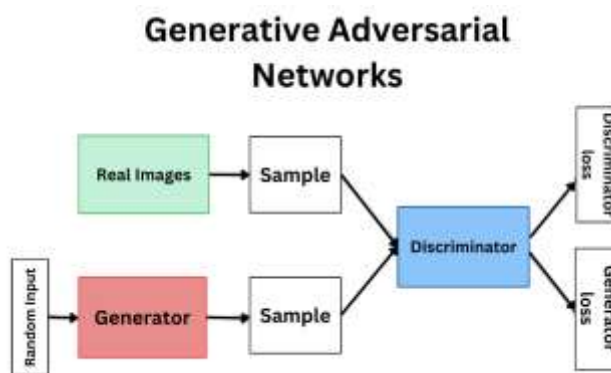 Generative Adversarial
Networks
Real Images
Sample
Discriminator
loss
Discriminator
Random Input
Generator
Sample
Generator
loss